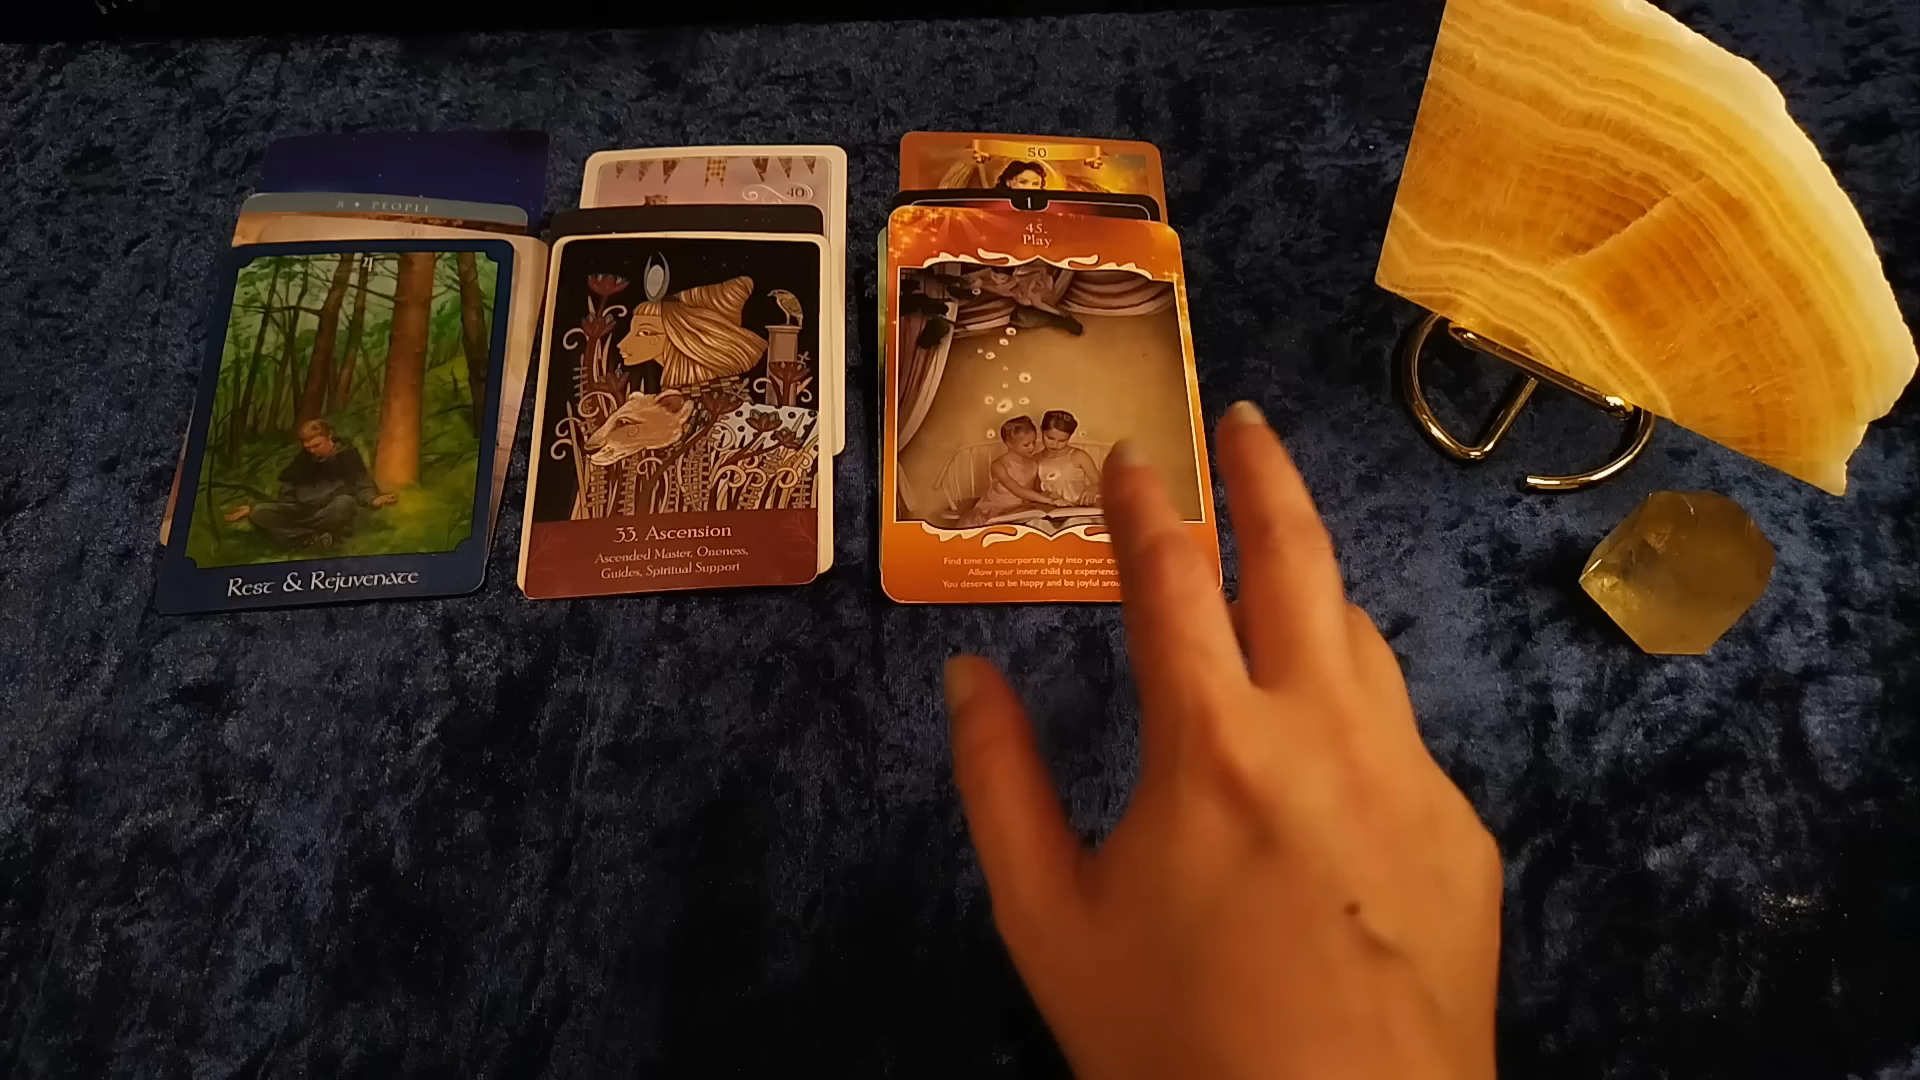 8 • PEOPLE
4
Rest & Rejuvenate
40
33. Ascension
Ascended Master, Oneness,
Guides, Spiritual Support
50
1
45.
Play
Find time to incorporate play into your
Allow your inner child to experience
You deserve to be happy and be joyful